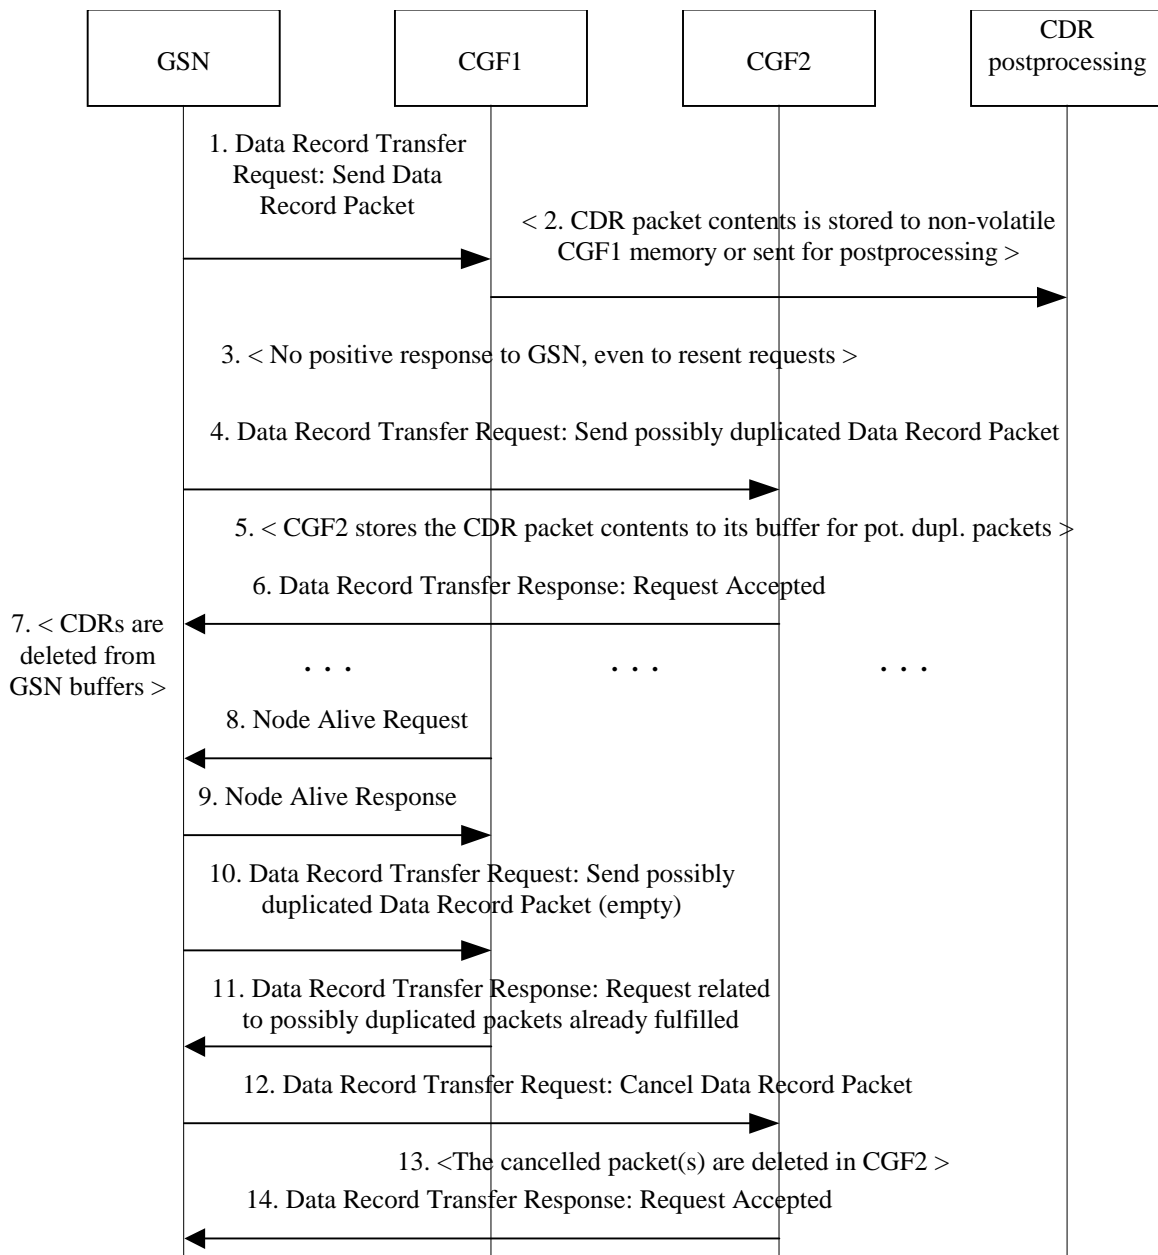 GSN
CGF1
CGF2
CDR
postprocessing
1. Data Record Transfer
Request: Send Data
Record Packet
< 2. CDR packet contents is stored to non-volatile
CGF1 memory or sent for postprocessing >
3. < No positive response to GSN, even to resent requests >
4. Data Record Transfer Request: Send possibly duplicated Data Record Packet
5. < CGF2 stores the CDR packet contents to its buffer for pot. dupl. packets >
6. Data Record Transfer Response: Request Accepted
7. < CDRs are
deleted from
GSN buffers >
. . .
. . .
. . .
8. Node Alive Request
9. Node Alive Response
10. Data Record Transfer Request: Send possibly
duplicated Data Record Packet (empty)
11. Data Record Transfer Response: Request related
to possibly duplicated packets already fulfilled
12. Data Record Transfer Request: Cancel Data Record Packet
13. <The cancelled packet(s) are deleted in CGF2 >
14. Data Record Transfer Response: Request Accepted